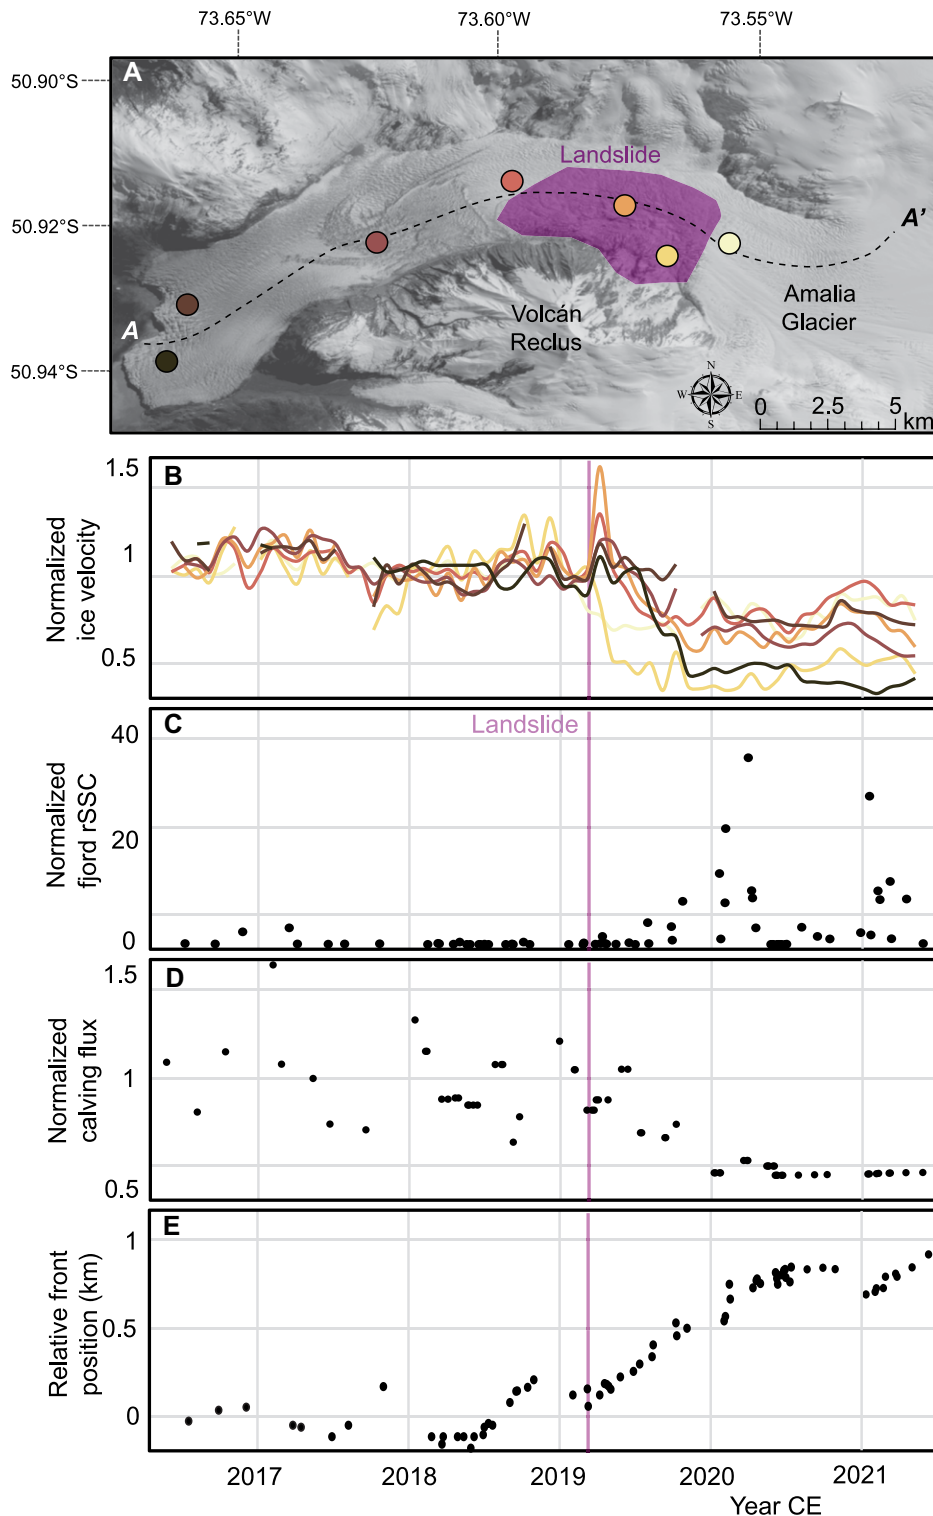 73.65°W 73.60°W 73.55°W
A
50.90°S
Landslide
50.92°S
A'
Amalia
Glacier
Volcán
Reclus
A
50.94°S
N
W E
S
0 2.5 5
km
B
1.5
1
0.5
Normalized
ice velocity
C
Landslide
40
20
0
Normalized
fjord rSSC
D
1.5
1
0.5
Normalized
calving flux
E
1
0.5
0
Relative front
position (km)
2017 2018 2019 2020 2021
Year CE